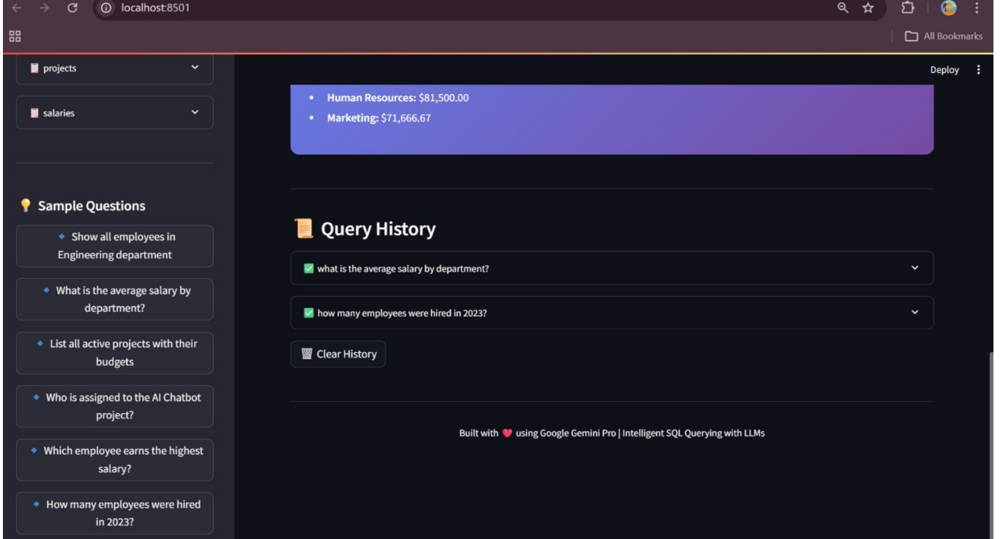 localhost:8501
All Bookmarks
projects
salaries
Sample Questions
Show all employees in
Engineering department
What is the average salary by
department?
List all active projects with their
budgets
Who is assigned to the AI Chatbot
project?
Which employee earns the highest
salary?
How many employees were hired
in 2023?
Deploy
• Human Resources: $81,500.00
• Marketing: $71,666.67
Query History
what is the average salary by department?
how many employees were hired in 2023?
Clear History
Built with ❤ using Google Gemini Pro | Intelligent SQL Querying with LLMs